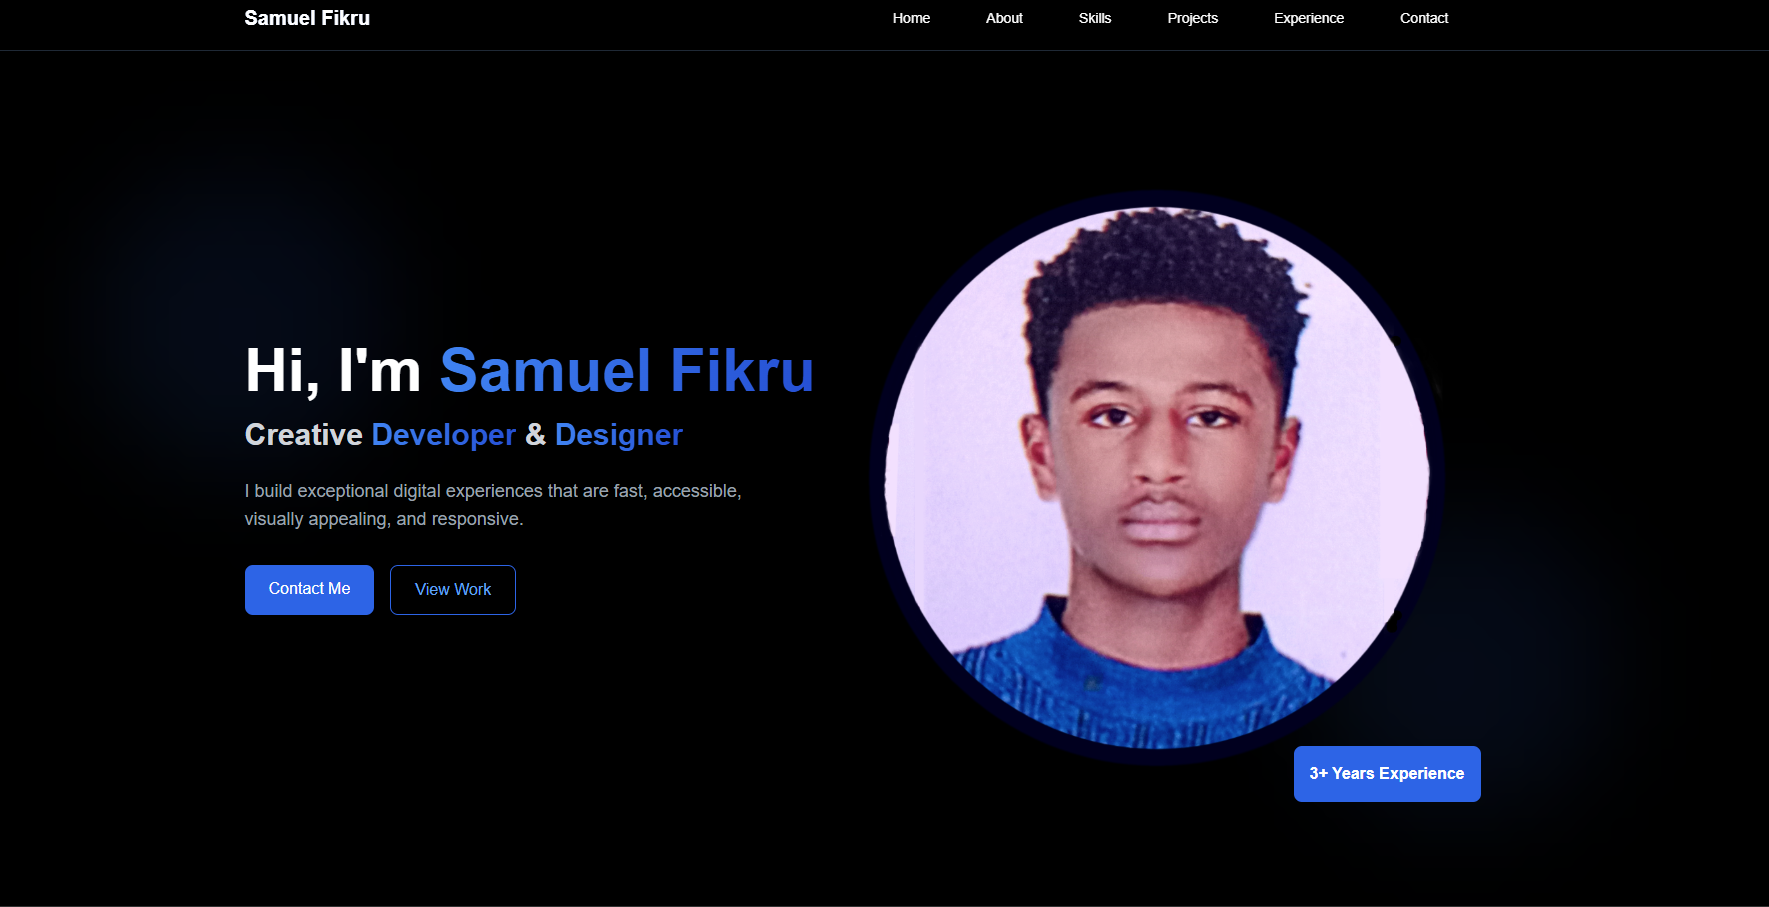 Samuel Fikru
Home About Skills Projects Experience Contact
Hi, I'm Samuel Fikru
Creative Developer & Designer
I build exceptional digital experiences that are fast, accessible,
visually appealing, and responsive.
Contact Me
View Work
3+ Years Experience